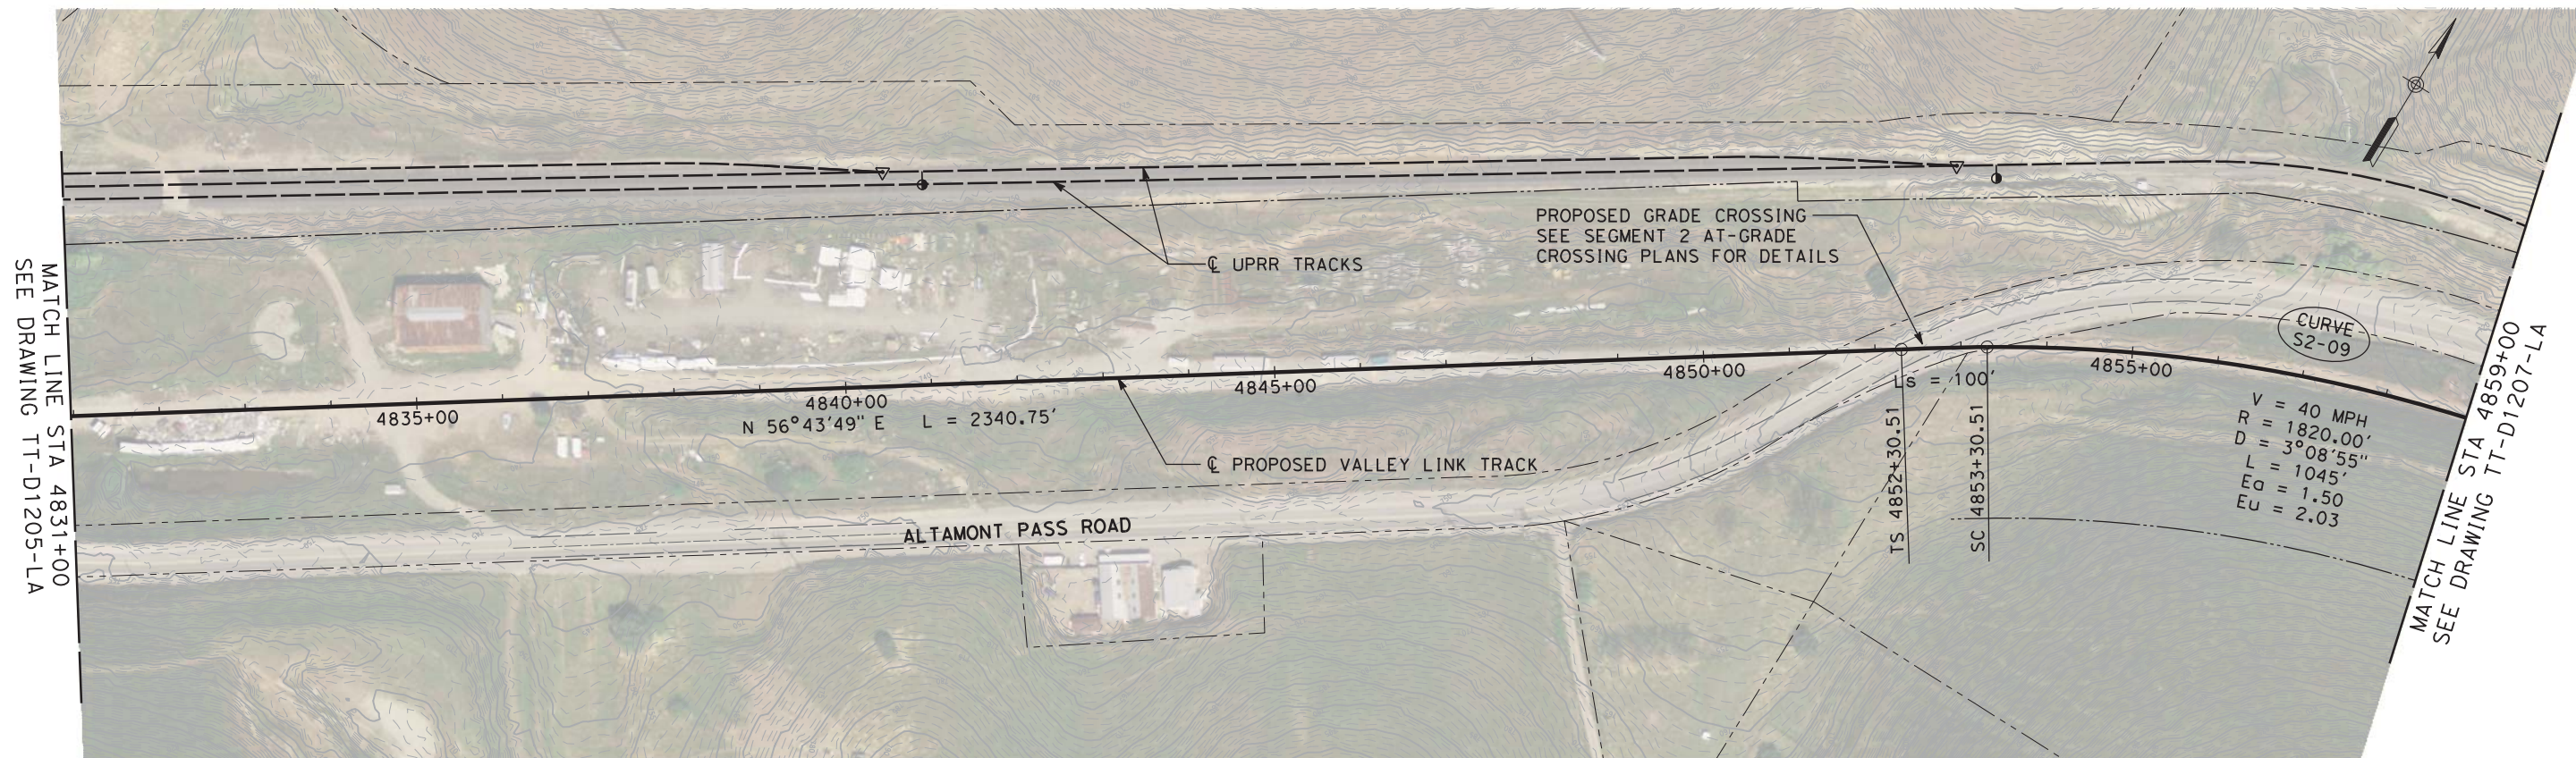 MATCH LINE STA 4831+00
SEE DRAWING TT-D1205-LA
℄ UPRR TRACKS
PROPOSED GRADE CROSSING
SEE SEGMENT 2 AT-GRADE
CROSSING PLANS FOR DETAILS
CURVE
S2-09
4835+00
4840+00
4845+00
4850+00
4855+00
N 56°43'49" E L = 2340.75'
Ls = 100'
℄ PROPOSED VALLEY LINK TRACK
TS 4852+30.51
SC 4853+30.51
V = 40 MPH
R = 1820.00'
D = 3°08'55"
L = 1045'
Ea = 1.50
Eu = 2.03
ALTAMONT PASS ROAD
MATCH LINE STA 4859+00
SEE DRAWING TT-D1207-LA